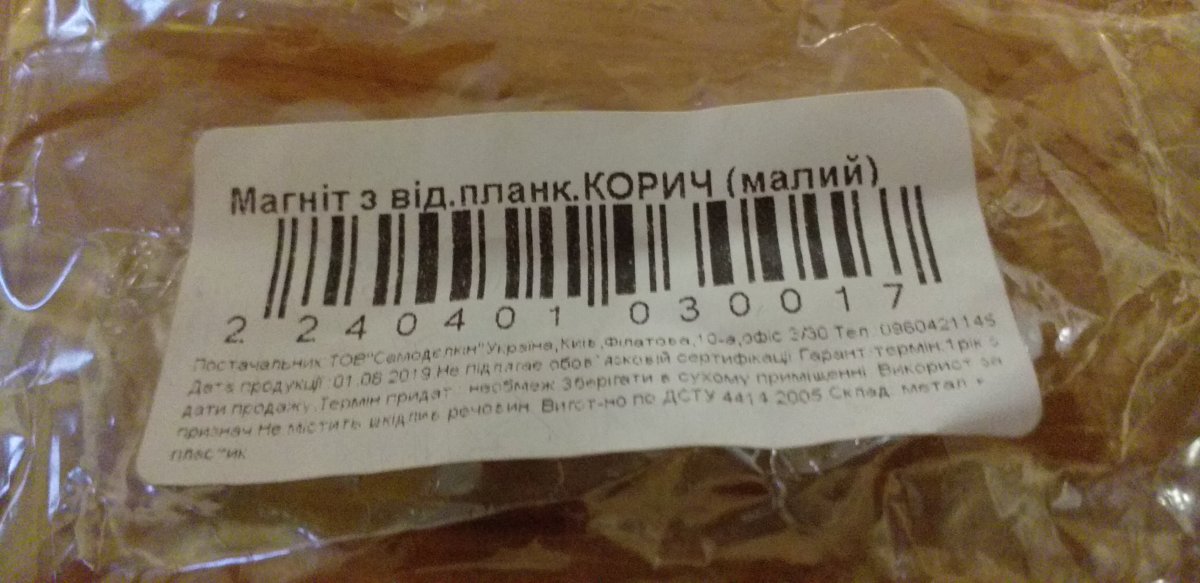 Магніт з від.планк.КОРИЧ (малий)
2 240401 030017
Постачальник ТОВ"Самоделкін"Україна,Київ,Філатова,10-а,офіс 3/30 Тел. 0960421145
Дата продукції :01.08.2019 Не підлягає обов`язковій сертифікації Гарант термін.1рік з
дати продажу.Термін придат : необмеж Зберігати в сухому приміщенні Використ за
признач Не містить шкідлив речовин. Вигот-но по ДСТУ 4414.2005 Склад: метал +
пластик